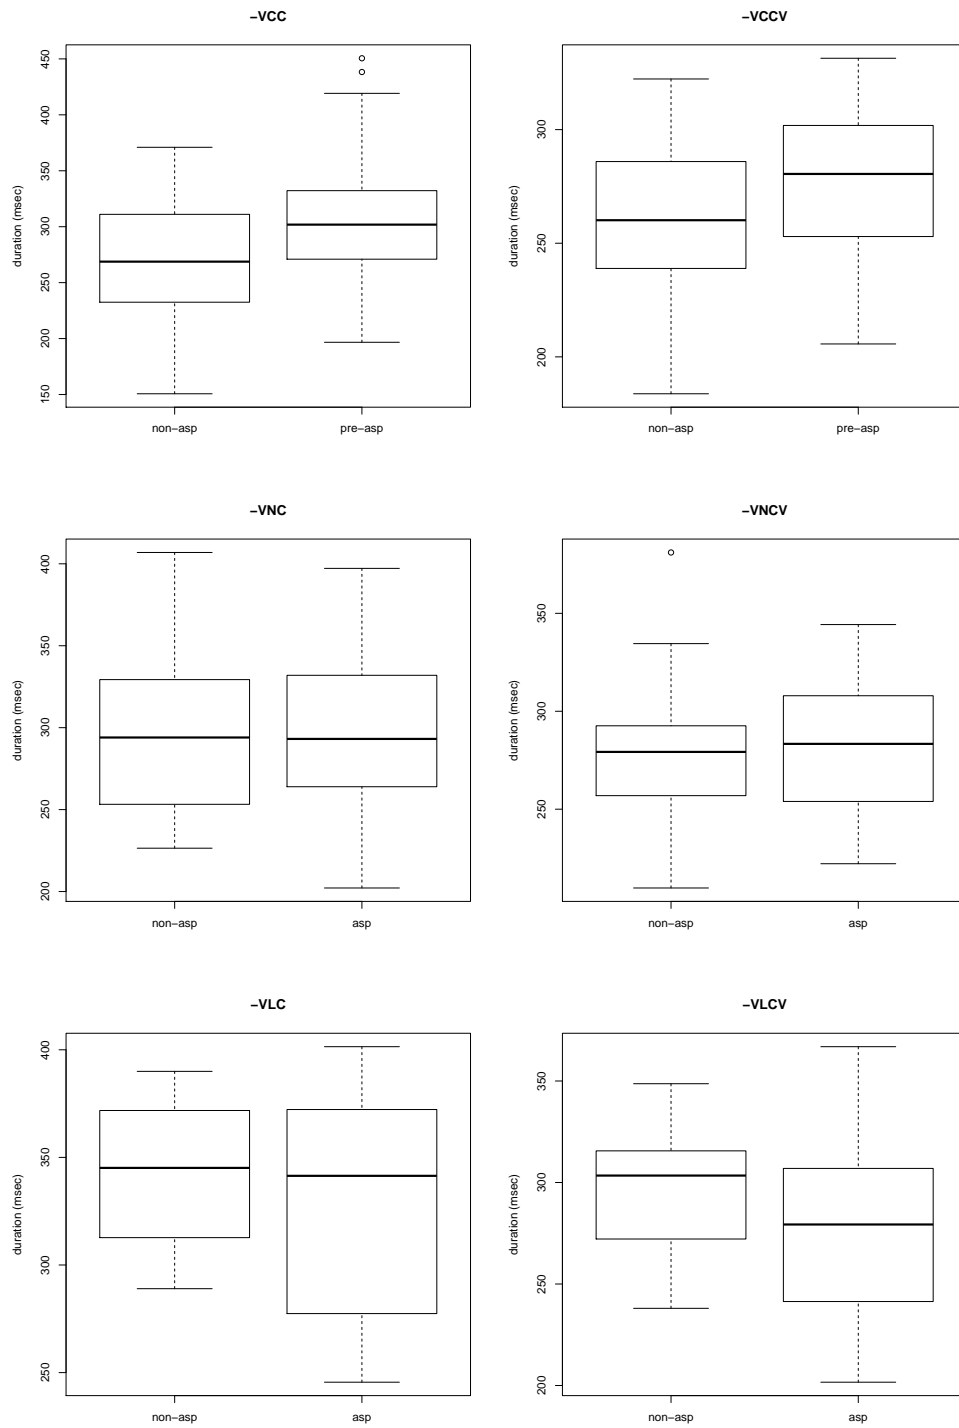 −VCC
duration (msec)
450
400
350
300
250
200
150
non−asp
pre−asp
−VCCV
duration (msec)
300
250
200
non−asp
pre−asp
−VNC
duration (msec)
400
350
300
250
200
non−asp
asp
−VNCV
duration (msec)
350
300
250
non−asp
asp
−VLC
duration (msec)
400
350
300
250
non−asp
asp
−VLCV
duration (msec)
350
300
250
200
non−asp
asp